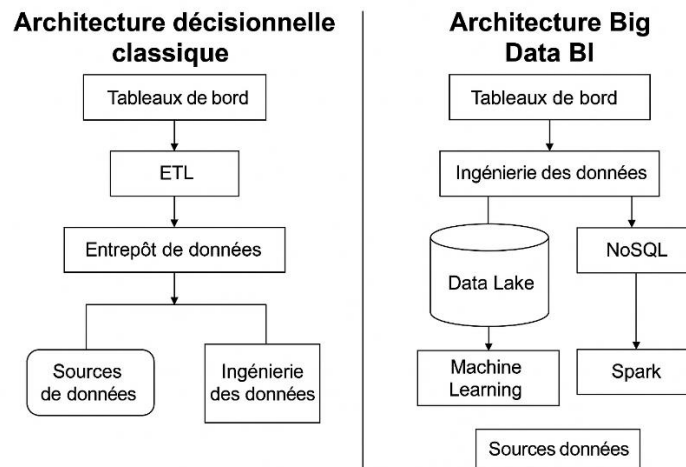 Architecture décisionnelle
classique
Tableaux de bord
ETL
Entrepôt de données
Sources
de données
Ingénierie
des données
Architecture Big
Data BI
Tableaux de bord
Ingénierie des données
Data Lake
NoSQL
Machine
Learning
Spark
Sources données